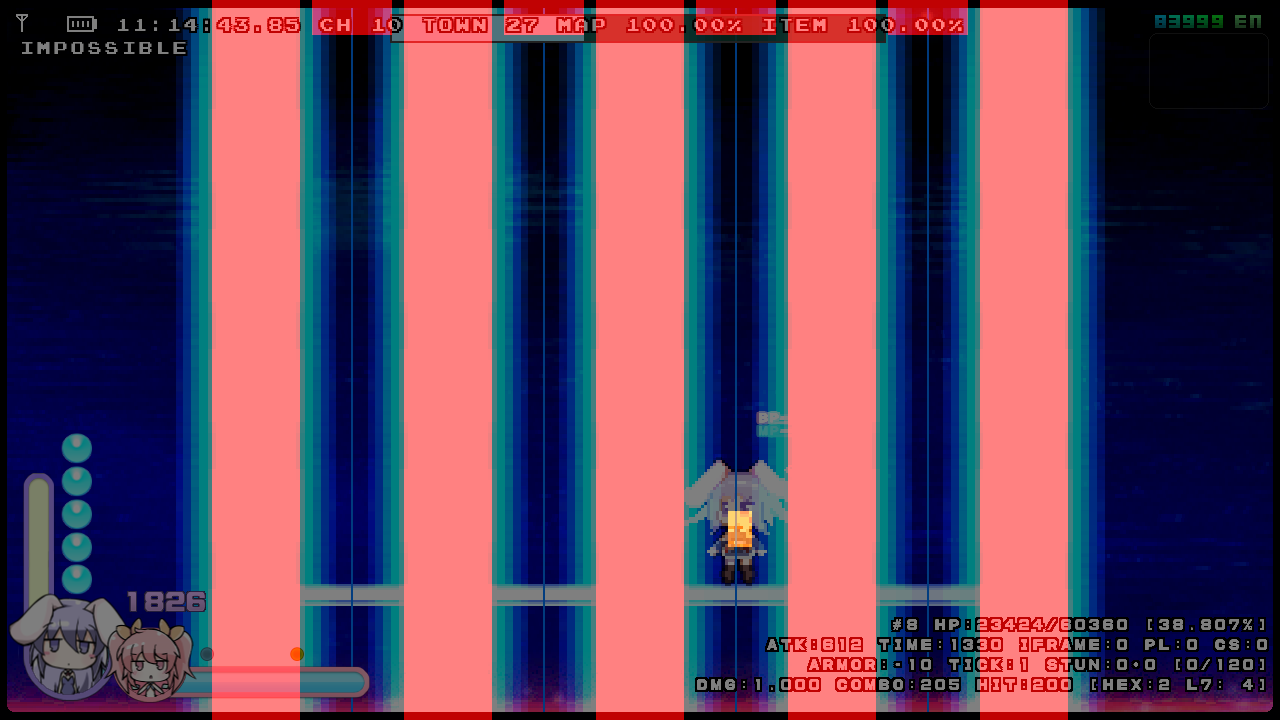 11:14:43.85 CH 10 TOWN 27 MAP 100.00% ITEM 100.00%
83999 EN
IMPOSSIBLE
1826
#8 HP:23424/60360 [38.807%]
ATK:812 TIME:1330 IFRAME:0 PL:0 CS:0
ARMOR:-10 TICK:1 STUN:0.0 [0/120]
DMG:1.000 COMBO:205 HIT:200 [HEX:2 L7: 4]